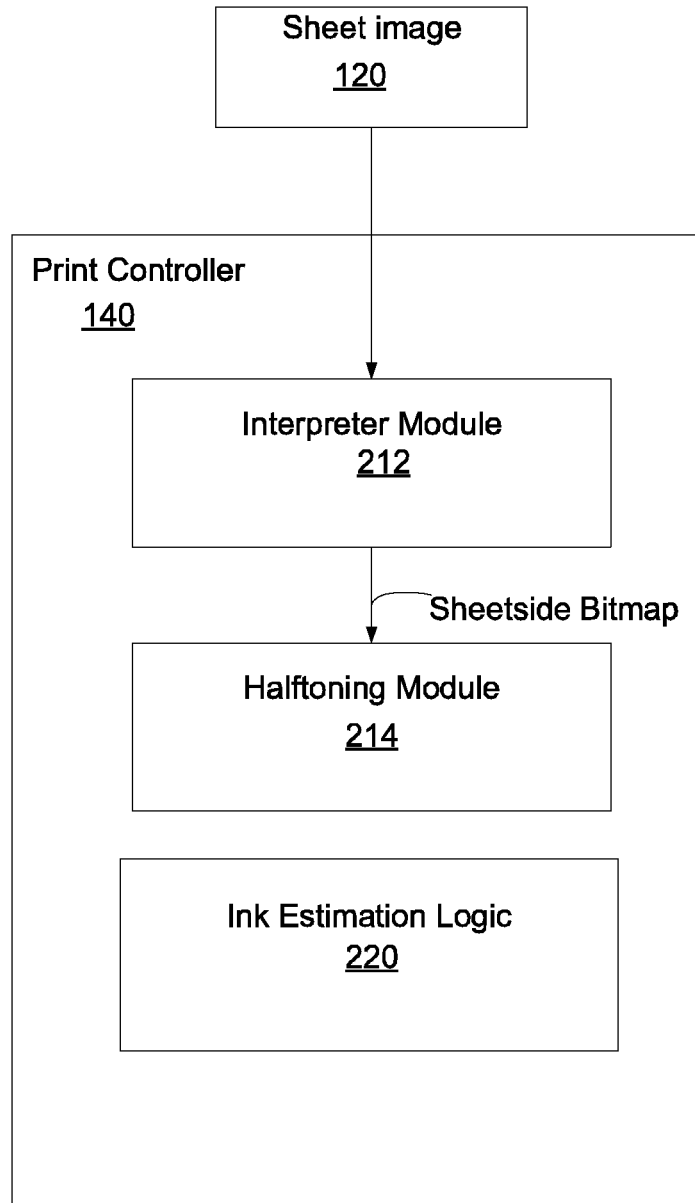 Sheet image
120
Print Controller
140
Interpreter Module
212
Sheetside Bitmap
Halftoning Module
214
Ink Estimation Logic
220